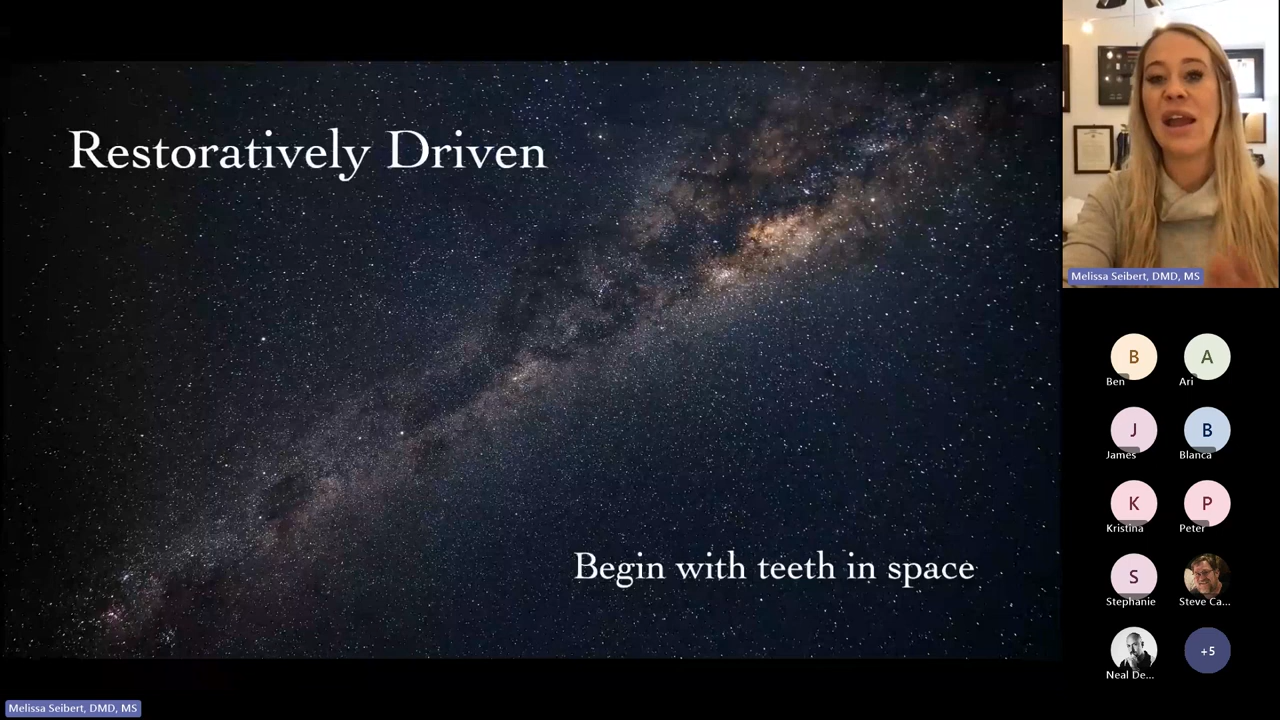 Restoratively Driven
Begin with teeth in space
Melissa Seibert, DMD, MS
B
A
Ben
Ari
J
B
James
Blanca
K
P
Kristina
Peter
S
Stephanie
Steve Ca...
Neal De...
+5
Melissa Seibert, DMD, MS